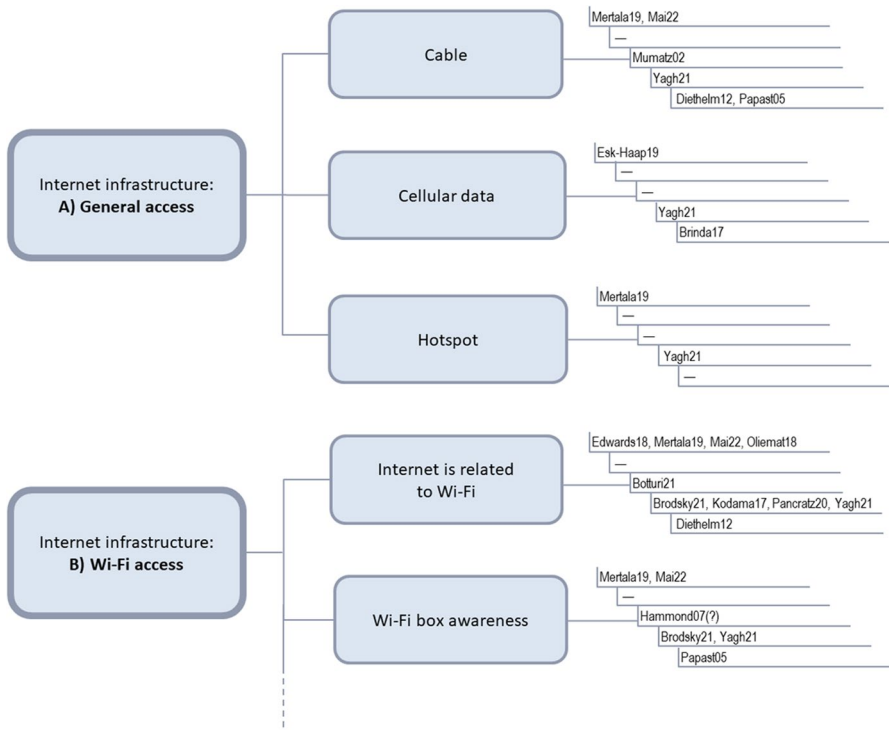 Internet infrastructure:
A) General access
Cable
Mertala19, Mai22
—
Mumatz02
Yagh21
Diethelm12, Papast05
Cellular data
Esk-Haap19
—
—
Yagh21
Brinda17
Hotspot
Mertala19
—
—
Yagh21
—
Internet infrastructure:
B) Wi-Fi access
Internet is related
to Wi-Fi
Edwards18, Mertala19, Mai22, Oliemat18
—
Botturi21
Brodsky21, Kodama17, Pancratz20, Yagh21
Diethelm12
Wi-Fi box awareness
Mertala19, Mai22
—
Hammond07(?)
Brodsky21, Yagh21
Papast05